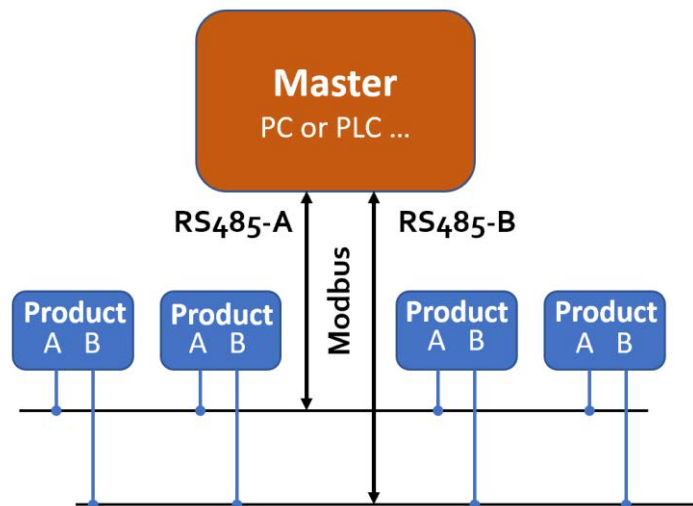 Master
PC or PLC ...
RS485-A
RS485-B
Modbus
Product
A B
Product
A B
Product
A B
Product
A B